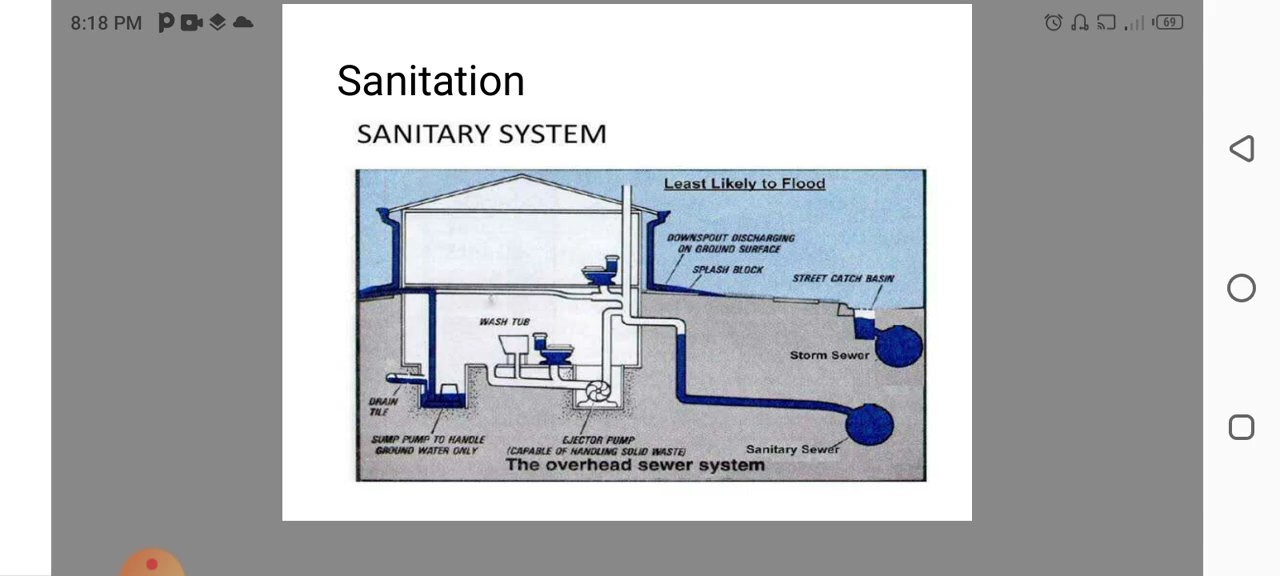 8:18 PM
69
Sanitation
SANITARY SYSTEM
Least Likely to Flood
DOWNSPOUT DISCHARGING
ON GROUND SURFACE
SPLASH BLOCK
STREET CATCH BASIN
WASH TUB
Storm Sewer
DRAIN
TILE
SUMP PUMP TO HANDLE
GROUND WATER ONLY
EJECTOR PUMP
(CAPABLE OF HANDLING SOLID WASTE)
Sanitary Sewer
The overhead sewer system